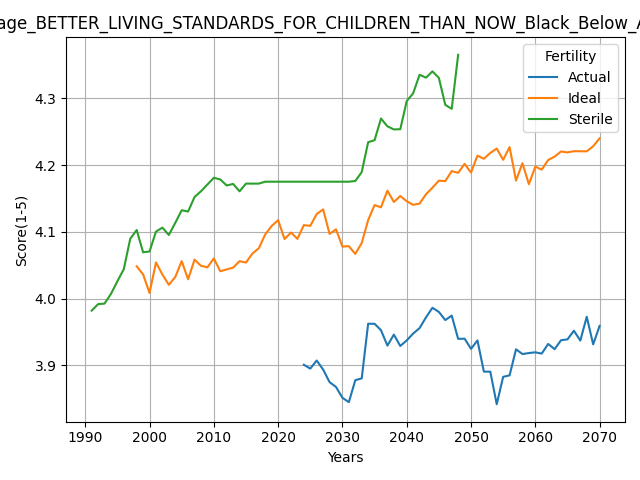 age_BETTER_LIVING_STANDARDS_FOR_CHILDREN_THAN_NOW_Black_Below_A
Fertility
Actual
Ideal
Sterile
Score(1-5)
4.3
4.2
4.1
4.0
3.9
1990 2000 2010 2020 2030 2040 2050 2060 2070
Years